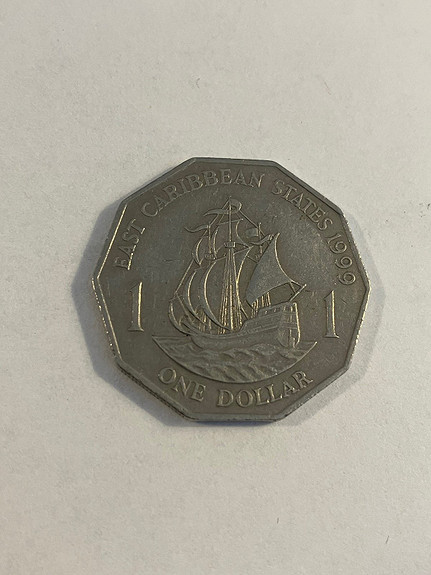 EAST CARIBBEAN STATES 1999
1 1
ONE DOLLAR